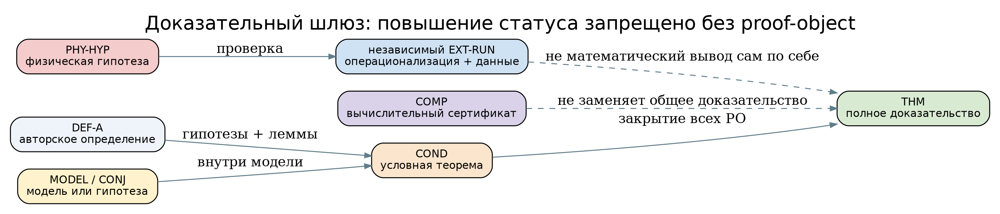 Доказательный шлюз: повышение статуса запрещено без proof-object
PHY-HYP
физическая гипотеза
проверка
независимый EXT-RUN
операционализация + данные
не математический вывод сам по себе
COMP
вычислительный сертификат
не заменяет общее доказательство
THM
полное доказательство
закрытие всех PO
DEF-A
авторское определение
гипотезы + леммы
COND
условная теорема
внутри модели
MODEL / CONJ
модель или гипотеза